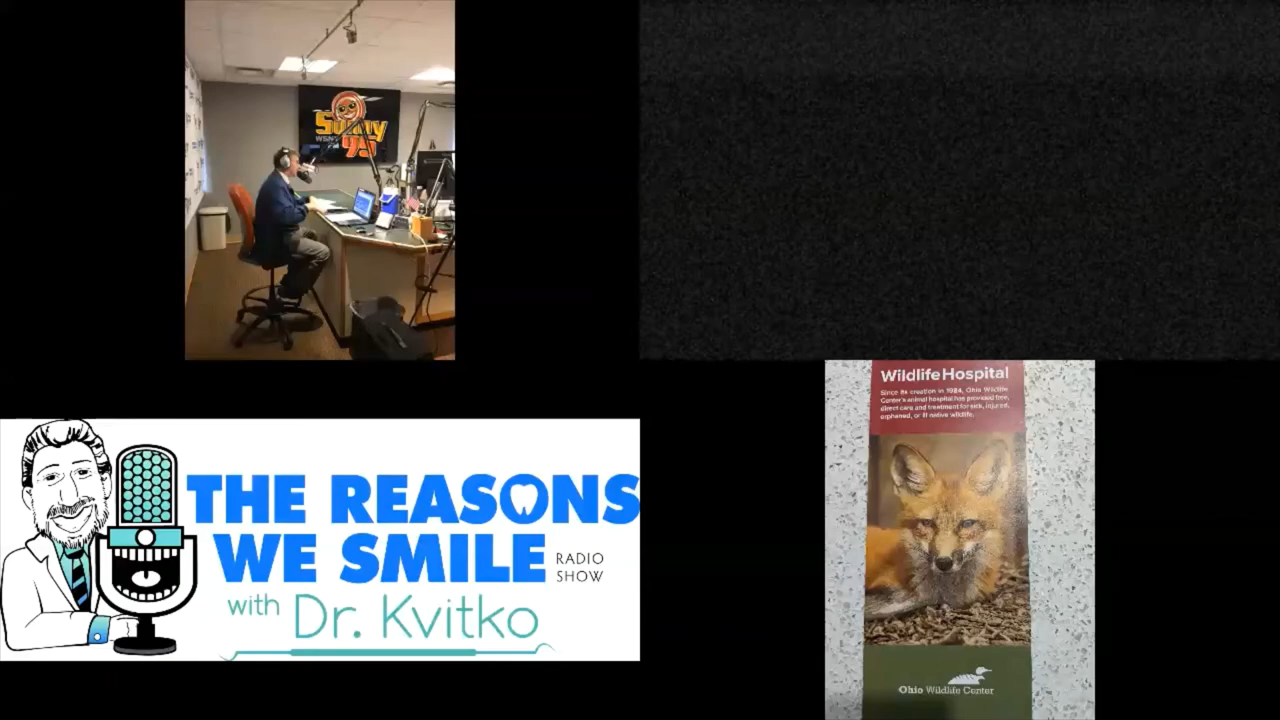 Sunny
WSNY
95
THE REASONS
WE SMILE
RADIO
SHOW
with Dr. Kvitko
WildlifeHospital
Since its creation in 1984, Ohio Wildlife
Center's animal hospital has provided free,
direct care and treatment for sick, injured,
orphaned, or ill native wildlife.
Ohio Wildlife Center